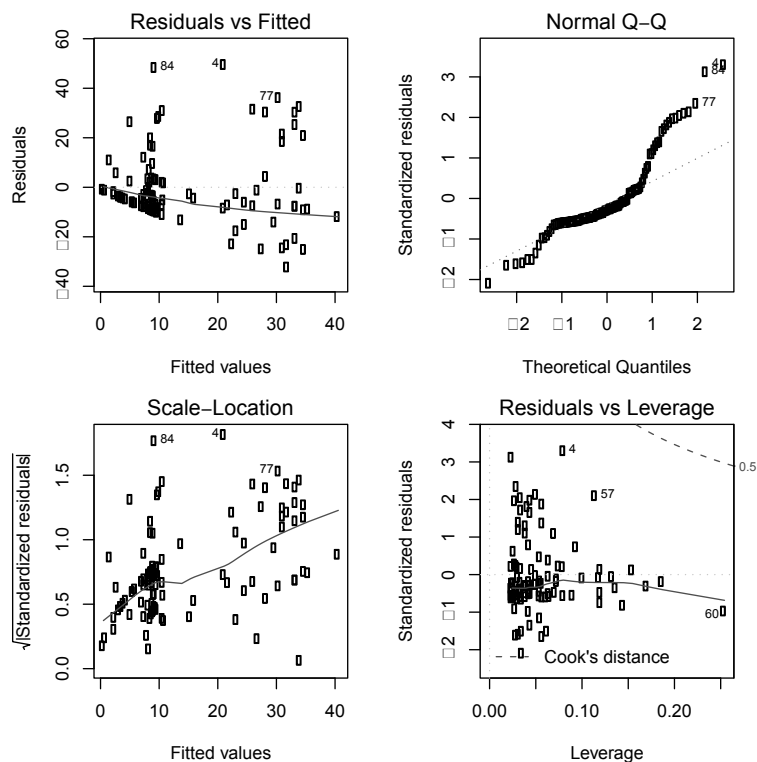 Residuals vs Fitted
60
40
20
0
□20
□40
Residuals
84
4
77
0 10 20 30 40
Fitted values
Normal Q−Q
3
2
1
0
□1
□2
Standardized residuals
4
84
77
□2 □1 0 1 2
Theoretical Quantiles
Scale−Location
1.5
1.0
0.5
0.0
√|Standardized residuals|
84
4
77
0 10 20 30 40
Fitted values
Residuals vs Leverage
4
3
2
1
0
□1
□2
Standardized residuals
4
57
60
0.5
Cook's distance
0.00 0.10 0.20
Leverage